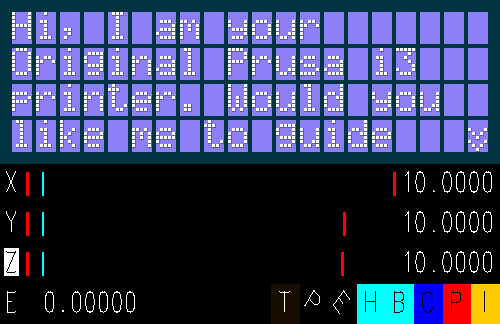 Hi, I am your
Original Prusa i3
printer. Would you
like me to guide v
X 10.0000
Y 10.0000
Z 10.0000
E 0.00000 T P E H B C P I